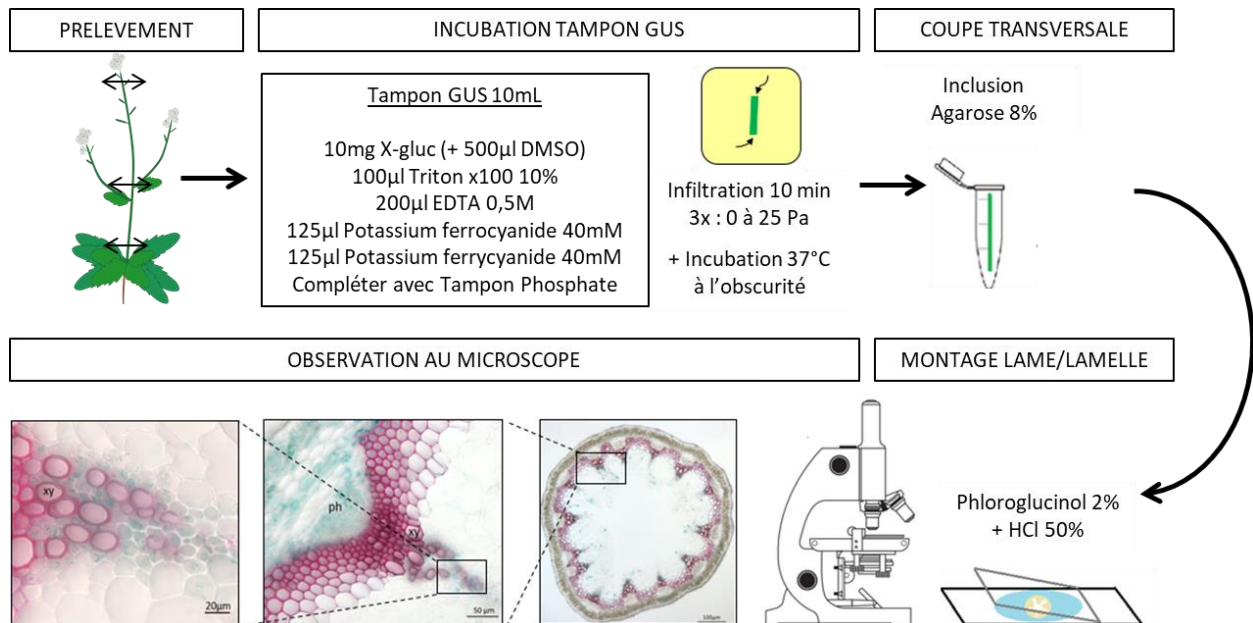 PRELEVEMENT
INCUBATION TAMPON GUS
COUPE TRANSVERSALE
Tampon GUS 10mL
10mg X-gluc (+ 500µl DMSO)
100µl Triton x100 10%
200µl EDTA 0,5M
125µl Potassium ferrocyanide 40mM
125µl Potassium ferrycyanide 40mM
Compléter avec Tampon Phosphate
Infiltration 10 min
3x : 0 à 25 Pa
+ Incubation 37°C
à l’obscurité
Inclusion
Agarose 8%
OBSERVATION AU MICROSCOPE
MONTAGE LAME/LAMELLE
xy
20µm
ph
xy
50 µm
100µm
Phloroglucinol 2%
+ HCl 50%